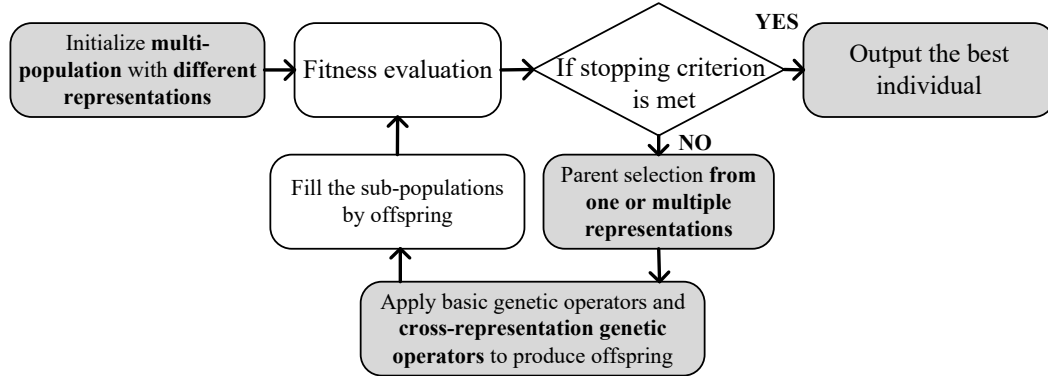 Initialize multi-
population with different
representations
Fitness evaluation
If stopping criterion
is met
YES
Output the best
individual
NO
Parent selection from
one or multiple
representations
Apply basic genetic operators and
cross-representation genetic
operators to produce offspring
Fill the sub-populations
by offspring